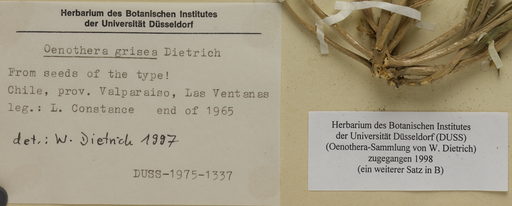 Herbarium des Botanischen Institutes
der Universität Düsseldorf
Oenothera grisea Dietrich
From seeds of the type!
Chile, prov. Valparaiso, Las Ventanas
leg.: L. Constance end of 1965
det.: W. Dietrich 1997
DUSS-1975-1337
Herbarium des Botanischen Institutes
der Universität Düsseldorf (DUSS)
(Oenothera-Sammlung von W. Dietrich)
zugegangen 1998
(ein weiterer Satz in B)